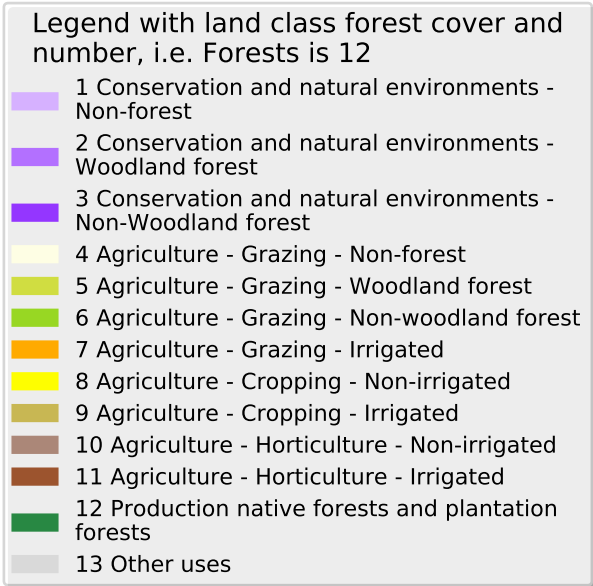 Legend with land class forest cover and
number, i.e. Forests is 12
1 Conservation and natural environments -
Non-forest
2 Conservation and natural environments -
Woodland forest
3 Conservation and natural environments -
Non-Woodland forest
4 Agriculture - Grazing - Non-forest
5 Agriculture - Grazing - Woodland forest
6 Agriculture - Grazing - Non-woodland forest
7 Agriculture - Grazing - Irrigated
8 Agriculture - Cropping - Non-irrigated
9 Agriculture - Cropping - Irrigated
10 Agriculture - Horticulture - Non-irrigated
11 Agriculture - Horticulture - Irrigated
12 Production native forests and plantation
forests
13 Other uses